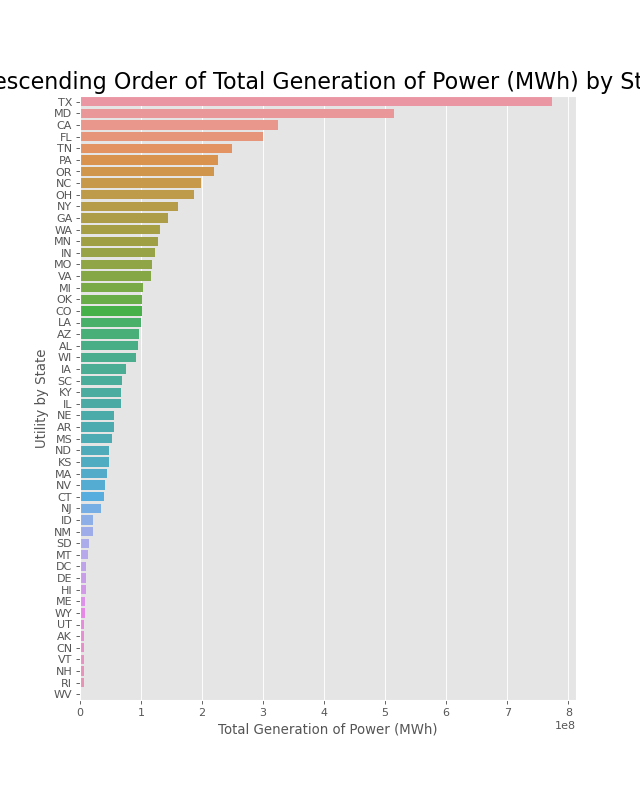 escending Order of Total Generation of Power (MWh) by St
TX
MD
CA
FL
TN
PA
OR
NC
OH
NY
GA
WA
MN
IN
MO
VA
MI
OK
CO
LA
AZ
AL
WI
IA
SC
KY
IL
NE
AR
MS
ND
KS
MA
NV
CT
NJ
ID
NM
SD
MT
DC
DE
HI
ME
WY
UT
AK
CN
VT
NH
RI
WV
Utility by State
0 1 2 3 4 5 6 7 8
1e8
Total Generation of Power (MWh)